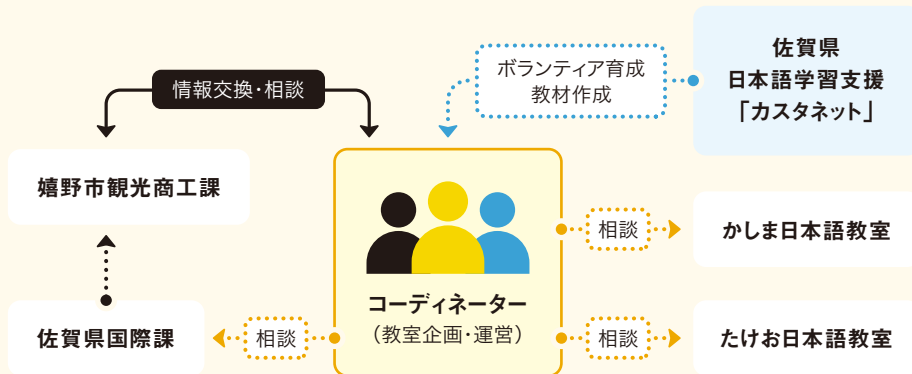 情報交換・相談
ボランティア育成
教材作成
佐賀県
日本語学習支援
「カスタネット」
嬉野市観光商工課
相談
かしま日本語教室
コーディネーター
（教室企画・運営）
佐賀県国際課
相談
相談
たけお日本語教室